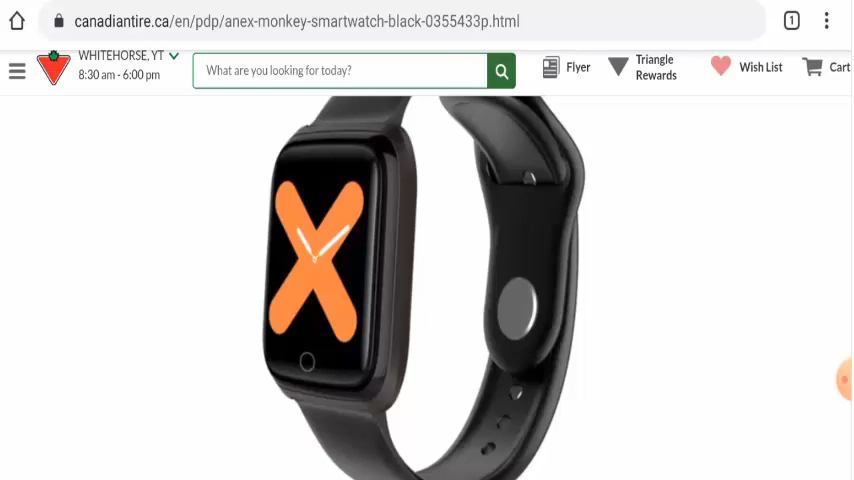 canadiantire.ca/en/pdp/anex-monkey-smartwatch-black-0355433p.html
1
WHITEHORSE, YT
8:30 am - 6:00 pm
What are you looking for today?
Flyer
Triangle
Rewards
Wish List
Cart